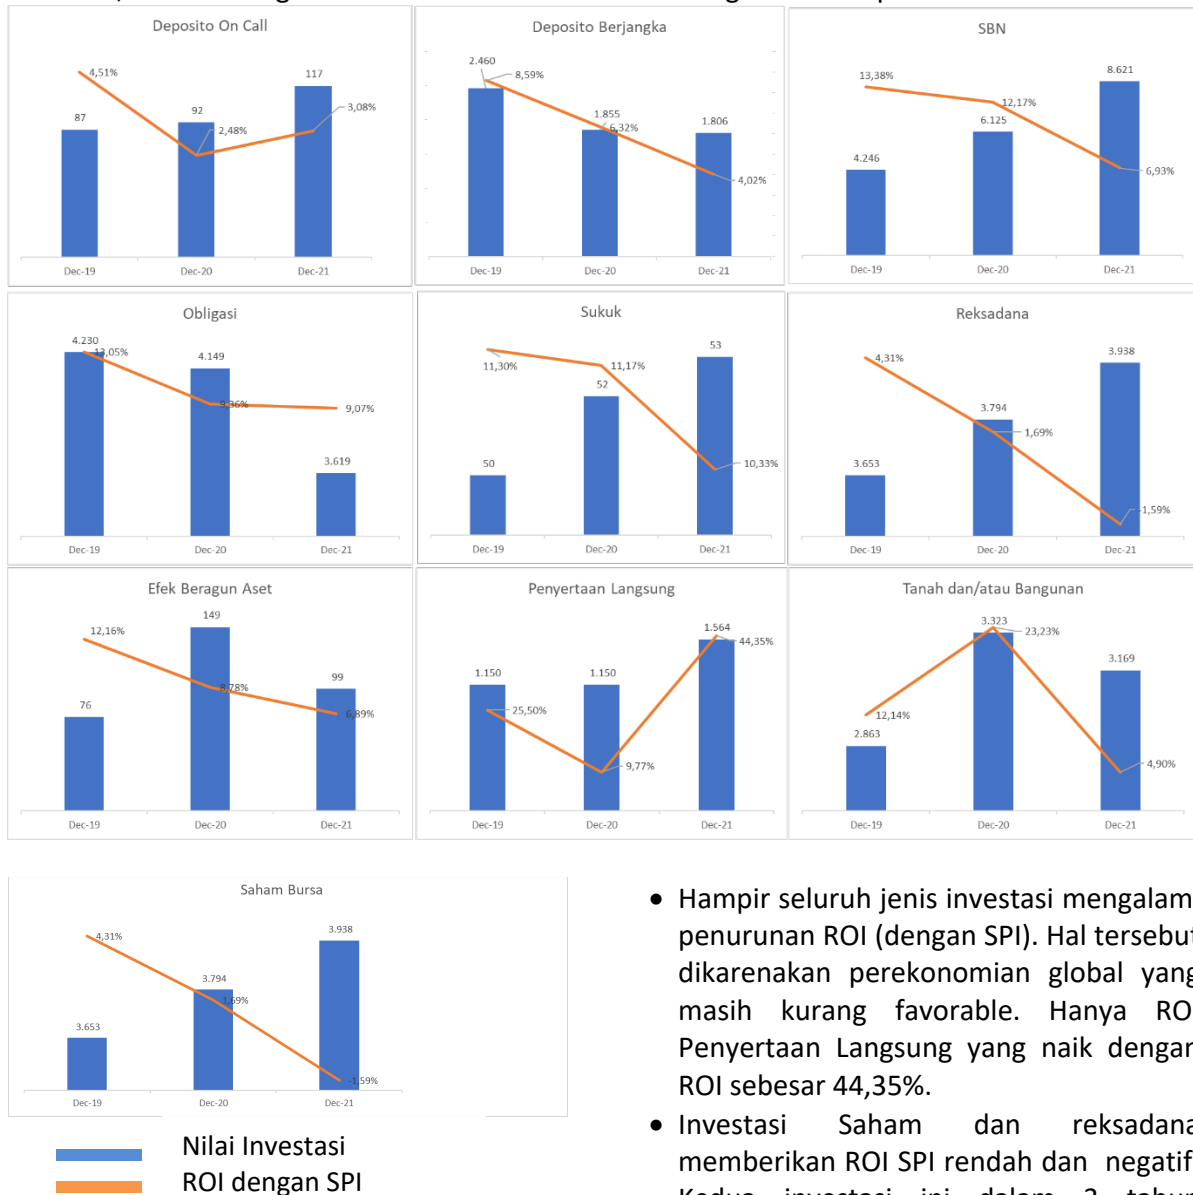 Deposito On Call
4,51%
87
92
2,48%
117
3,08%
Dec-19 Dec-20 Dec-21
Deposito Berjangka
2.460
8,59%
1.855
6,32%
1.806
4,02%
Dec-19 Dec-20 Dec-21
SBN
13,38%
4.246
12,17%
6.125
8.621
6,93%
Dec-19 Dec-20 Dec-21
Obligasi
4.230
13,05%
4.149
9,36%
9,07%
3.619
Dec-19 Dec-20 Dec-21
Sukuk
11,30%
50
11,17%
52
53
10,33%
Dec-19 Dec-20 Dec-21
Reksadana
4,31%
3.653
3.794
1,69%
3.938
-1,59%
Dec-19 Dec-20 Dec-21
Efek Beragun Aset
12,16%
76
149
8,78%
99
6,89%
Dec-19 Dec-20 Dec-21
Penyertaan Langsung
1.150
25,50%
1.150
9,77%
1.564
44,35%
Dec-19 Dec-20 Dec-21
Tanah dan/atau Bangunan
12,14%
2.863
3.323
23,23%
3.169
4,90%
Dec-19 Dec-20 Dec-21
Saham Bursa
4,31%
3.653
3.794
1,69%
3.938
-1,59%
Dec-19 Dec-20 Dec-21
Nilai Investasi
ROI dengan SPI
• Hampir seluruh jenis investasi mengalam
penurunan ROI (dengan SPI). Hal tersebut
dikarenakan perekonomian global yang
masih kurang favorable. Hanya RO
Penyertaan Langsung yang naik dengan
ROI sebesar 44,35%.
• Investasi Saham dan reksadana
memberikan ROI SPI rendah dan negatif